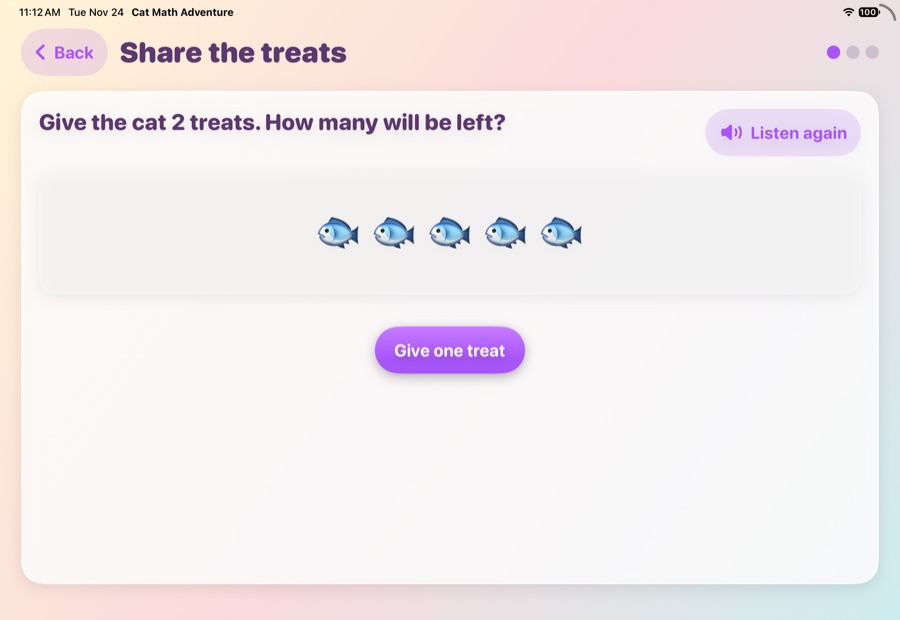 11:12 AM Tue Nov 24 Cat Math Adventure 100
Back Share the treats
Give the cat 2 treats. How many will be left?
Listen again
Give one treat